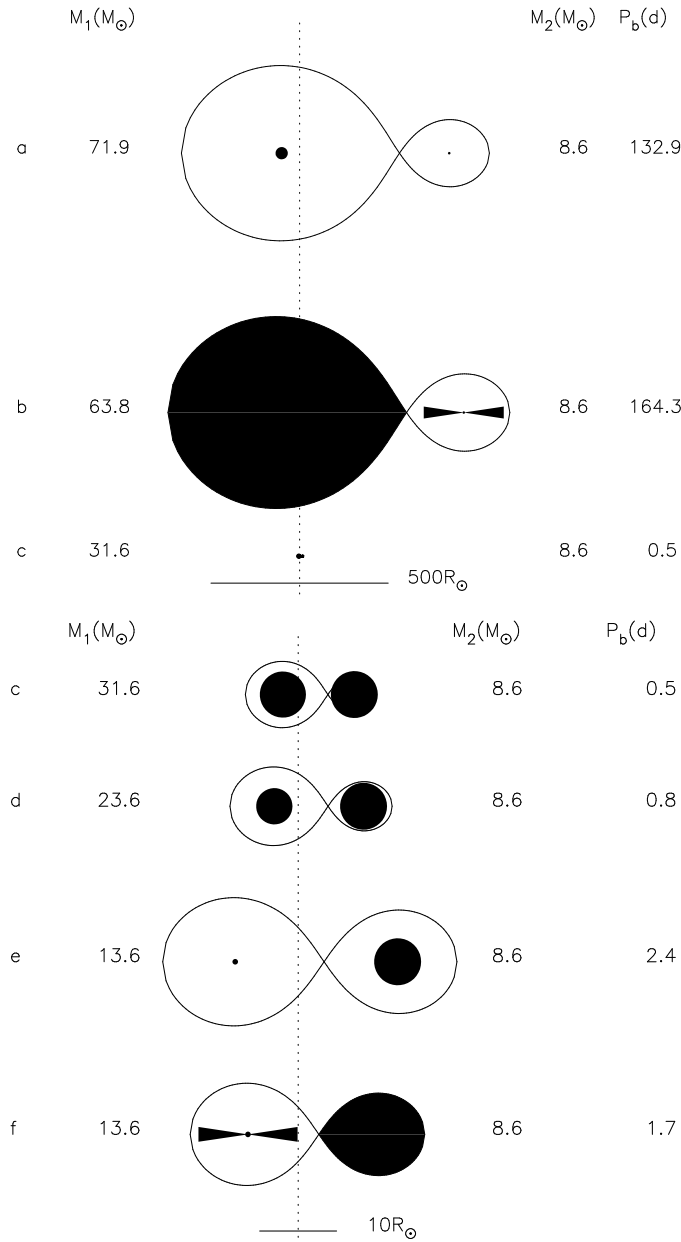 M₁(M☉) M₂(M☉) P_b(d)
a 71.9 8.6 132.9
b 63.8 8.6 164.3
c 31.6 8.6 0.5
500R☉
M₁(M☉) M₂(M☉) P_b(d)
c 31.6 8.6 0.5
d 23.6 8.6 0.8
e 13.6 8.6 2.4
f 13.6 8.6 1.7
10R☉